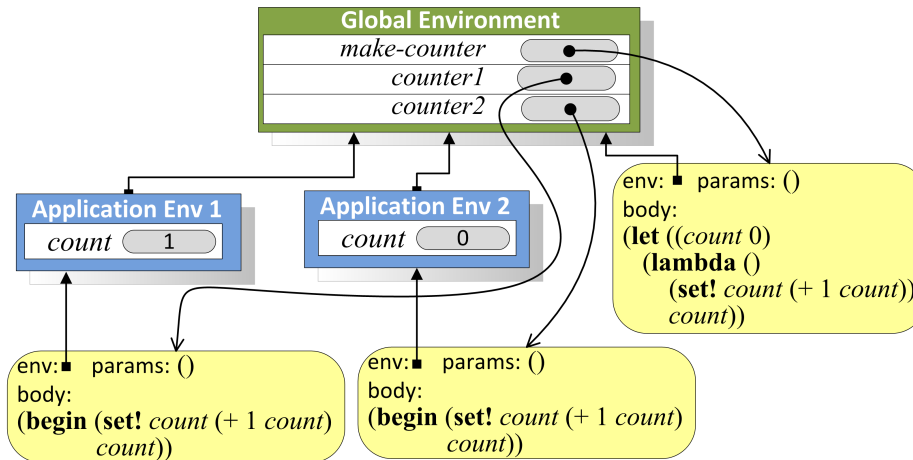 Global Environment
make-counter
counter1
counter2
env: params: ()
body:
(let ((count 0)
(lambda ()
(set! count (+ 1 count))
count))
Application Env 1
count 1
Application Env 2
count 0
env: params: ()
body:
(begin (set! count (+ 1 count)
count))
env: params: ()
body:
(begin (set! count (+ 1 count)
count))